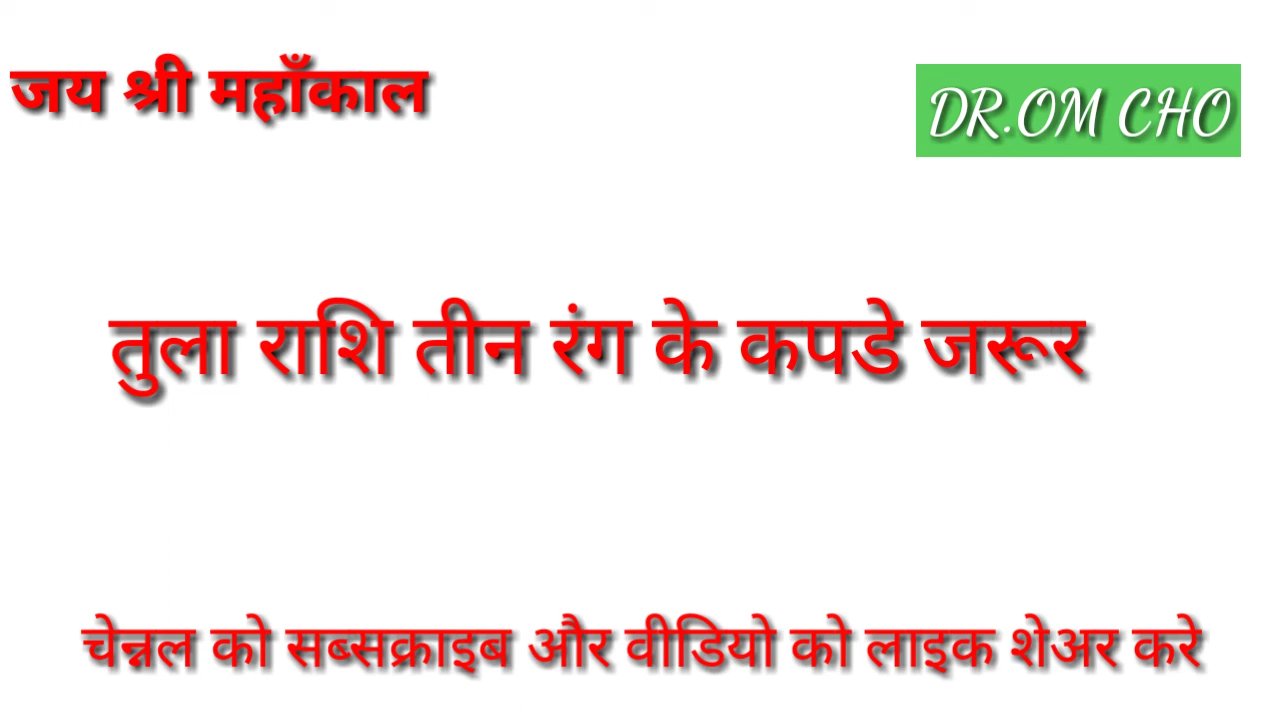 जय श्री महाँकाल
DR.OM CHO
तुला राशि तीन रंग के कपडे जरूर
चेन्नल को सब्सक्राइब और वीडियो को लाइक शेअर करे